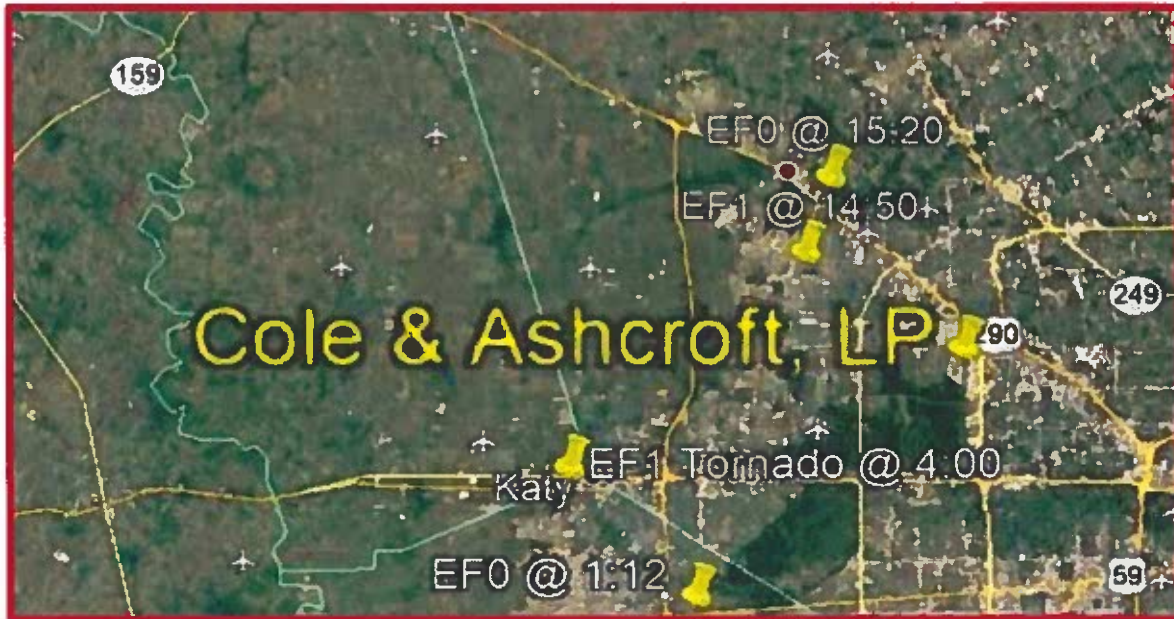 159
EF0 @ 15:20
EF1 @ 14:50
249
Cole & Ashcroft, LP
290
EF1 Tornado @ 4:00
Katy
EF0 @ 1:12
59